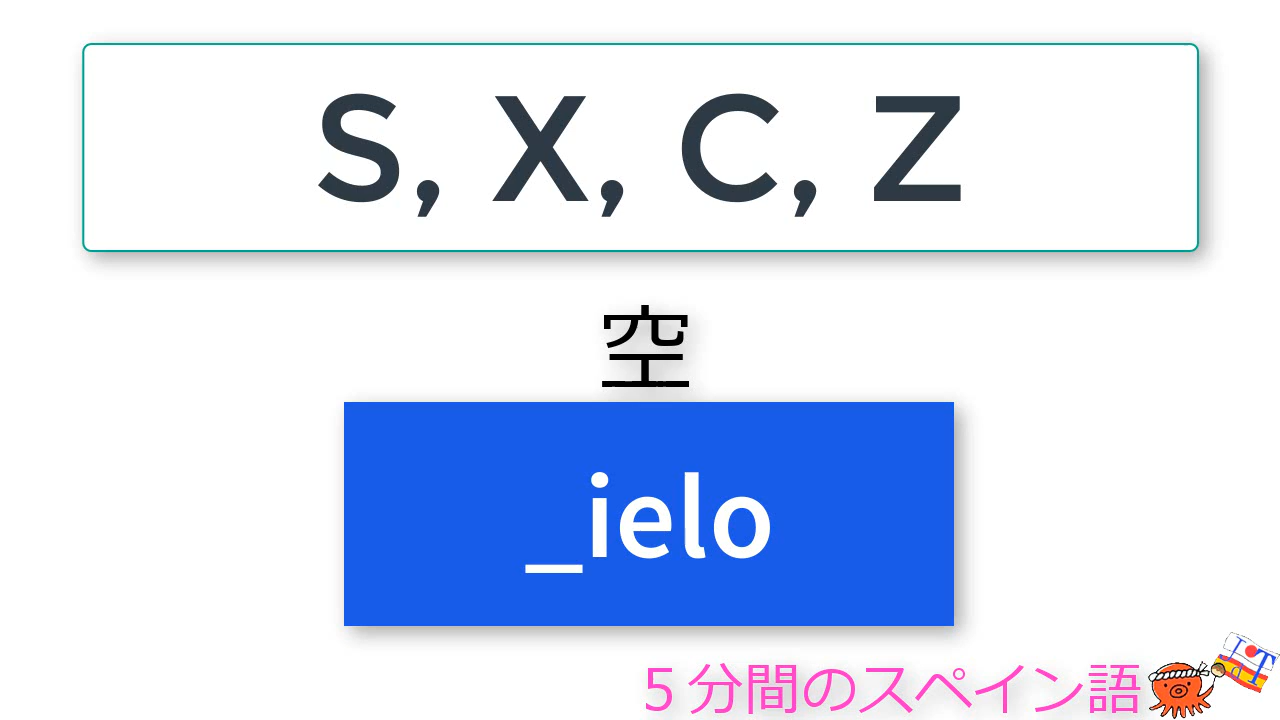 S, X, C, Z
空
_ielo
５分間のスペイン語